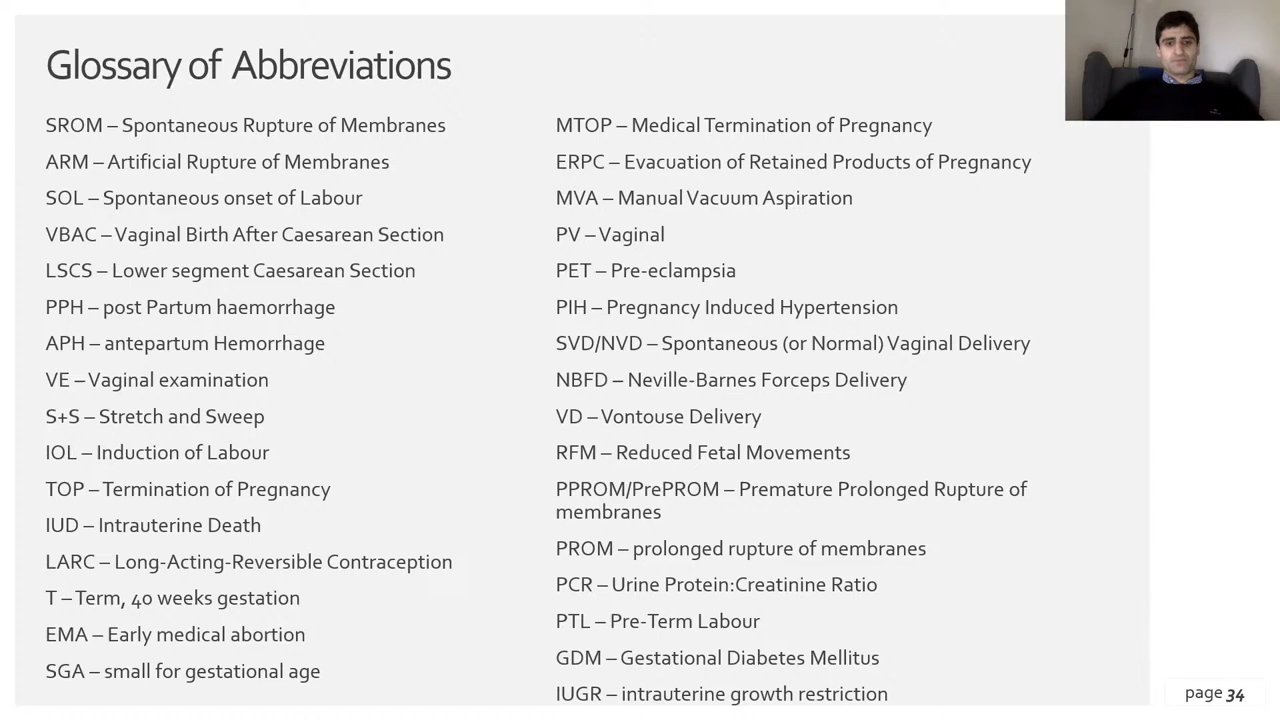 Glossary of Abbreviations
SROM – Spontaneous Rupture of Membranes
ARM – Artificial Rupture of Membranes
SOL – Spontaneous onset of Labour
VBAC – Vaginal Birth After Caesarean Section
LSCS – Lower segment Caesarean Section
PPH – post Partum haemorrhage
APH – antepartum Hemorrhage
VE – Vaginal examination
S+S – Stretch and Sweep
IOL – Induction of Labour
TOP – Termination of Pregnancy
IUD – Intrauterine Death
LARC – Long-Acting-Reversible Contraception
T – Term, 40 weeks gestation
EMA – Early medical abortion
SGA – small for gestational age
MTOP – Medical Termination of Pregnancy
ERPC – Evacuation of Retained Products of Pregnancy
MVA – Manual Vacuum Aspiration
PV – Vaginal
PET – Pre-eclampsia
PIH – Pregnancy Induced Hypertension
SVD/NVD – Spontaneous (or Normal) Vaginal Delivery
NBFD – Neville-Barnes Forceps Delivery
VD – Vontouse Delivery
RFM – Reduced Fetal Movements
PPROM/PrePROM – Premature Prolonged Rupture of
membranes
PROM – prolonged rupture of membranes
PCR – Urine Protein:Creatinine Ratio
PTL – Pre-Term Labour
GDM – Gestational Diabetes Mellitus
IUGR – intrauterine growth restriction
page 34